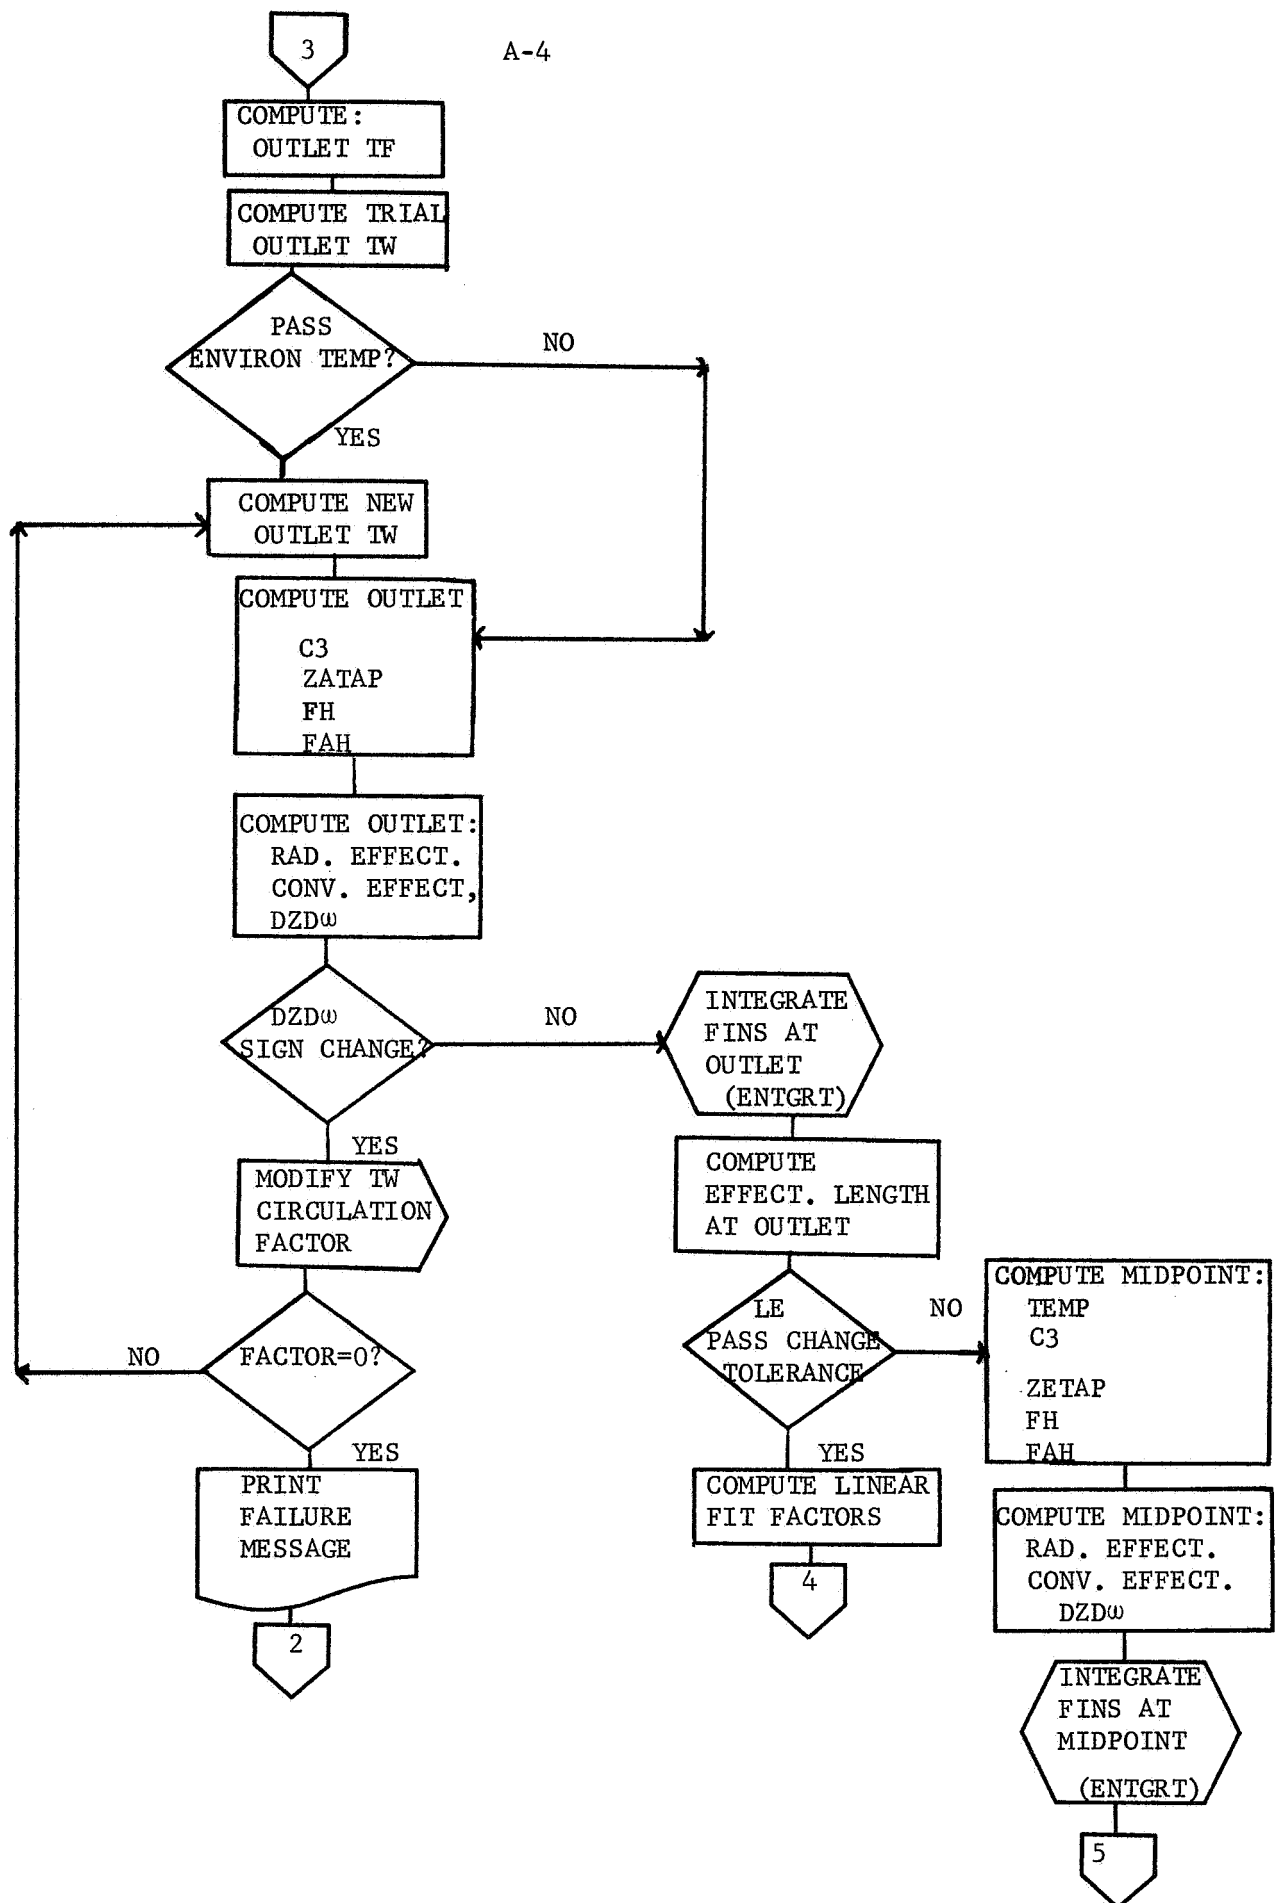 3
A-4
COMPUTE:
OUTLET TF
COMPUTE TRIAL
OUTLET TW
PASS
ENVIRON TEMP?
NO
YES
COMPUTE NEW
OUTLET TW
COMPUTE OUTLET
C3
ZATAP
FH
FAH
COMPUTE OUTLET:
RAD. EFFECT.
CONV. EFFECT,
DZDω
DZDω
SIGN CHANGE?
NO
YES
MODIFY TW
CIRCULATION
FACTOR
FACTOR=0?
NO
YES
PRINT
FAILURE
MESSAGE
2
INTEGRATE
FINS AT
OUTLET
(ENTGRT)
COMPUTE
EFFECT. LENGTH
AT OUTLET
LE
PASS CHANGE
TOLERANCE
NO
YES
COMPUTE LINEAR
FIT FACTORS
4
COMPUTE MIDPOINT:
TEMP
C3
ZETAP
FH
FAH
COMPUTE MIDPOINT:
RAD. EFFECT.
CONV. EFFECT.
DZDω
INTEGRATE
FINS AT
MIDPOINT
(ENTGRT)
5